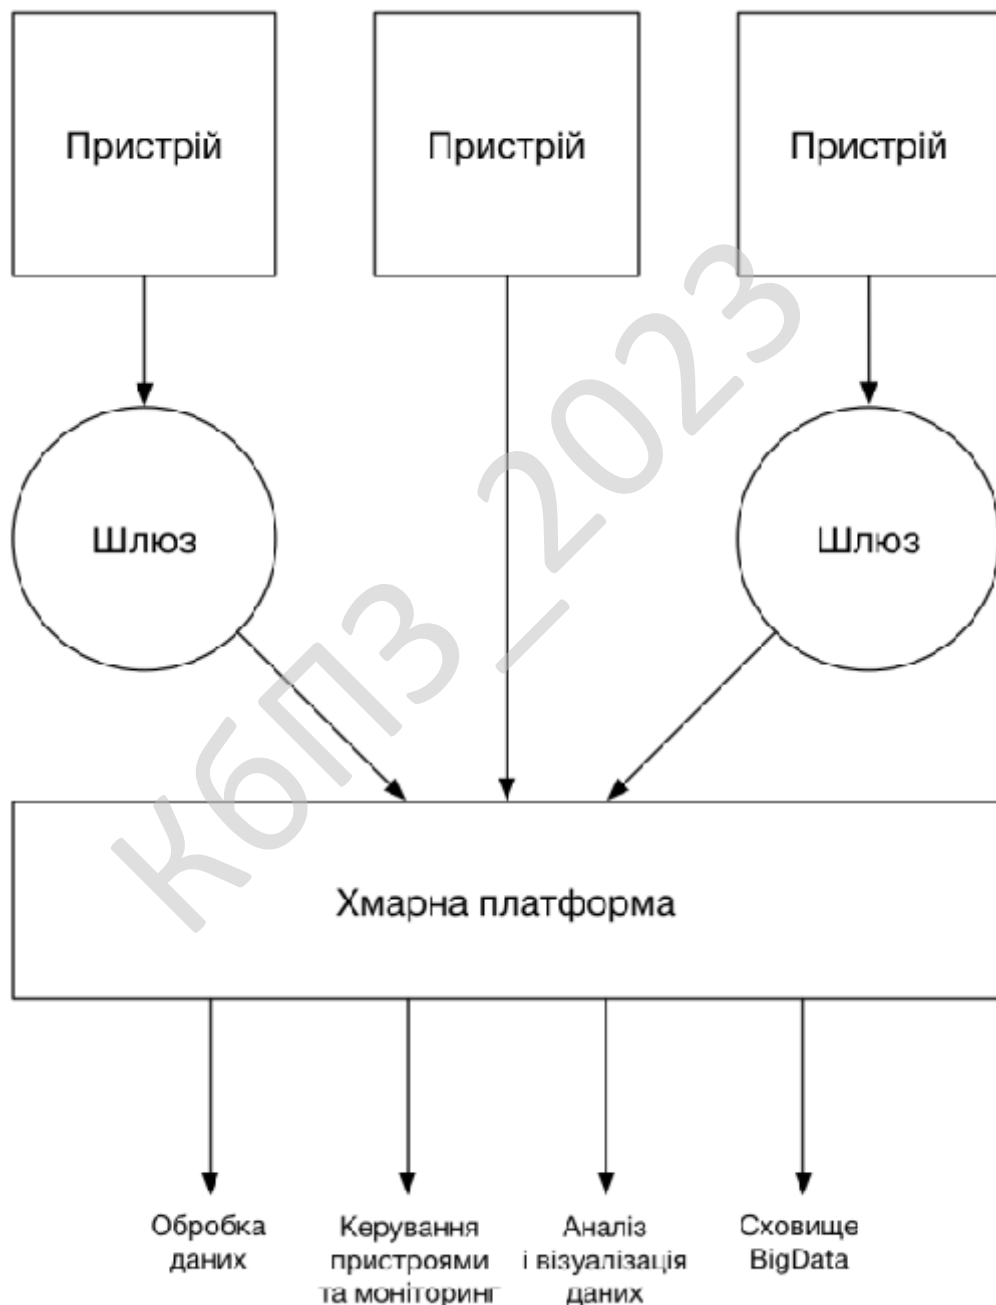 Пристрій
Пристрій
Пристрій
Шлюз
Шлюз
КбПЗ_2023
Хмарна платформа
Обробка
даних
Керування
пристроями
та моніторинг
Аналіз
і візуалізація
даних
Сховище
BigData